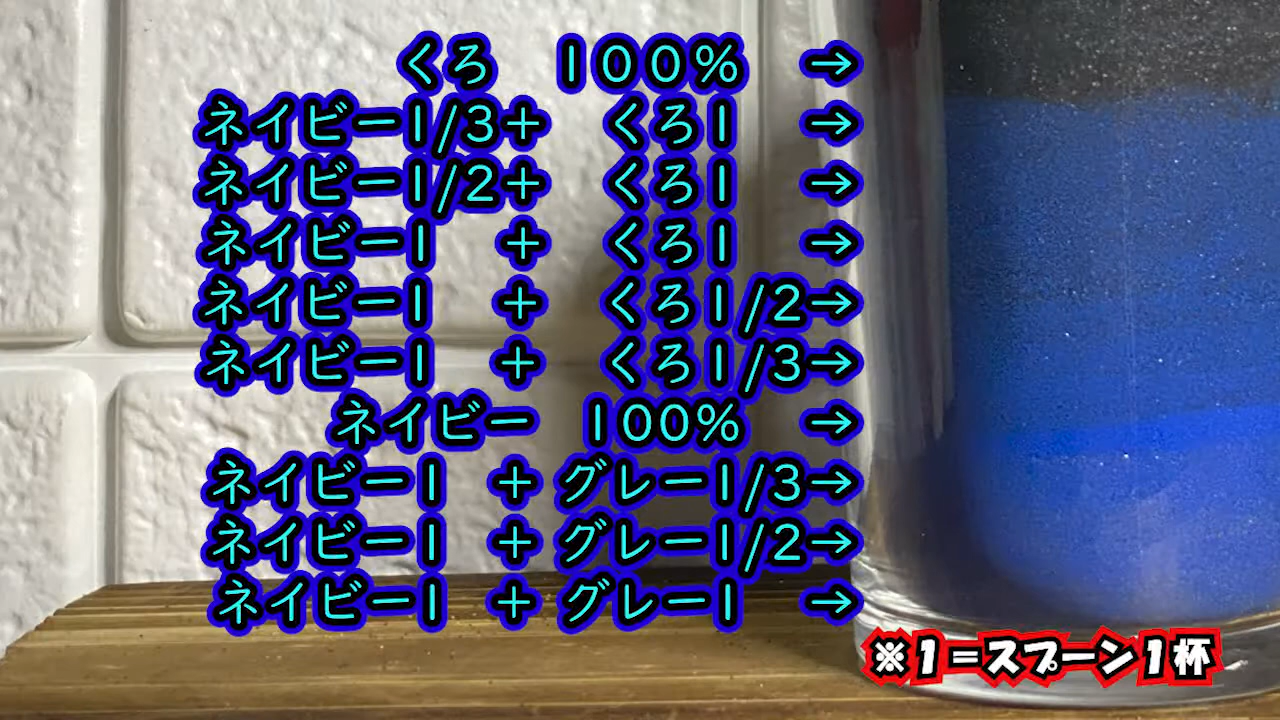 くろ　100％　→
ネイビー1/3＋　くろ1　→
ネイビー1/2＋　くろ1　→
ネイビー1　＋　くろ1　→
ネイビー1　＋　くろ1/2→
ネイビー1　＋　くろ1/3→
ネイビー　100％　→
ネイビー1　＋ グレー1/3→
ネイビー1　＋ グレー1/2→
ネイビー1　＋ グレー1　→
※1＝スプーン1杯